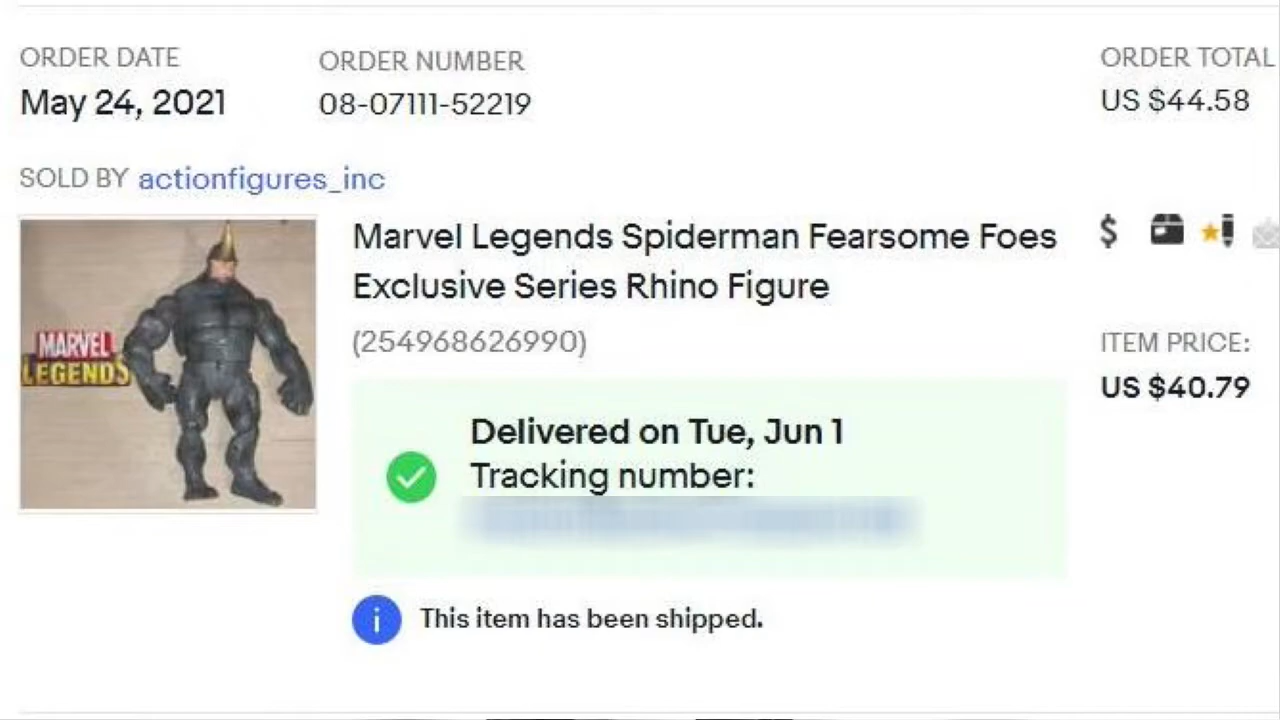 ORDER DATE
May 24, 2021
ORDER NUMBER
08-07111-52219
ORDER TOTAL
US $44.58
SOLD BY actionfigures_inc
MARVEL
LEGENDS
Marvel Legends Spiderman Fearsome Foes
Exclusive Series Rhino Figure
(254968626990)
$
ITEM PRICE:
US $40.79
Delivered on Tue, Jun 1
Tracking number:
i
This item has been shipped.